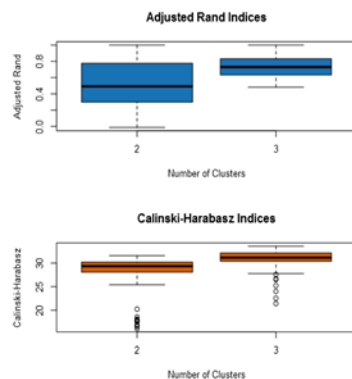 Adjusted Rand Indices
Adjusted Rand
0.8
0.4
0.0
2 3
Number of Clusters
Calinski-Harabasz Indices
Calinski-Harabasz
30
25
20
2 3
Number of Clusters